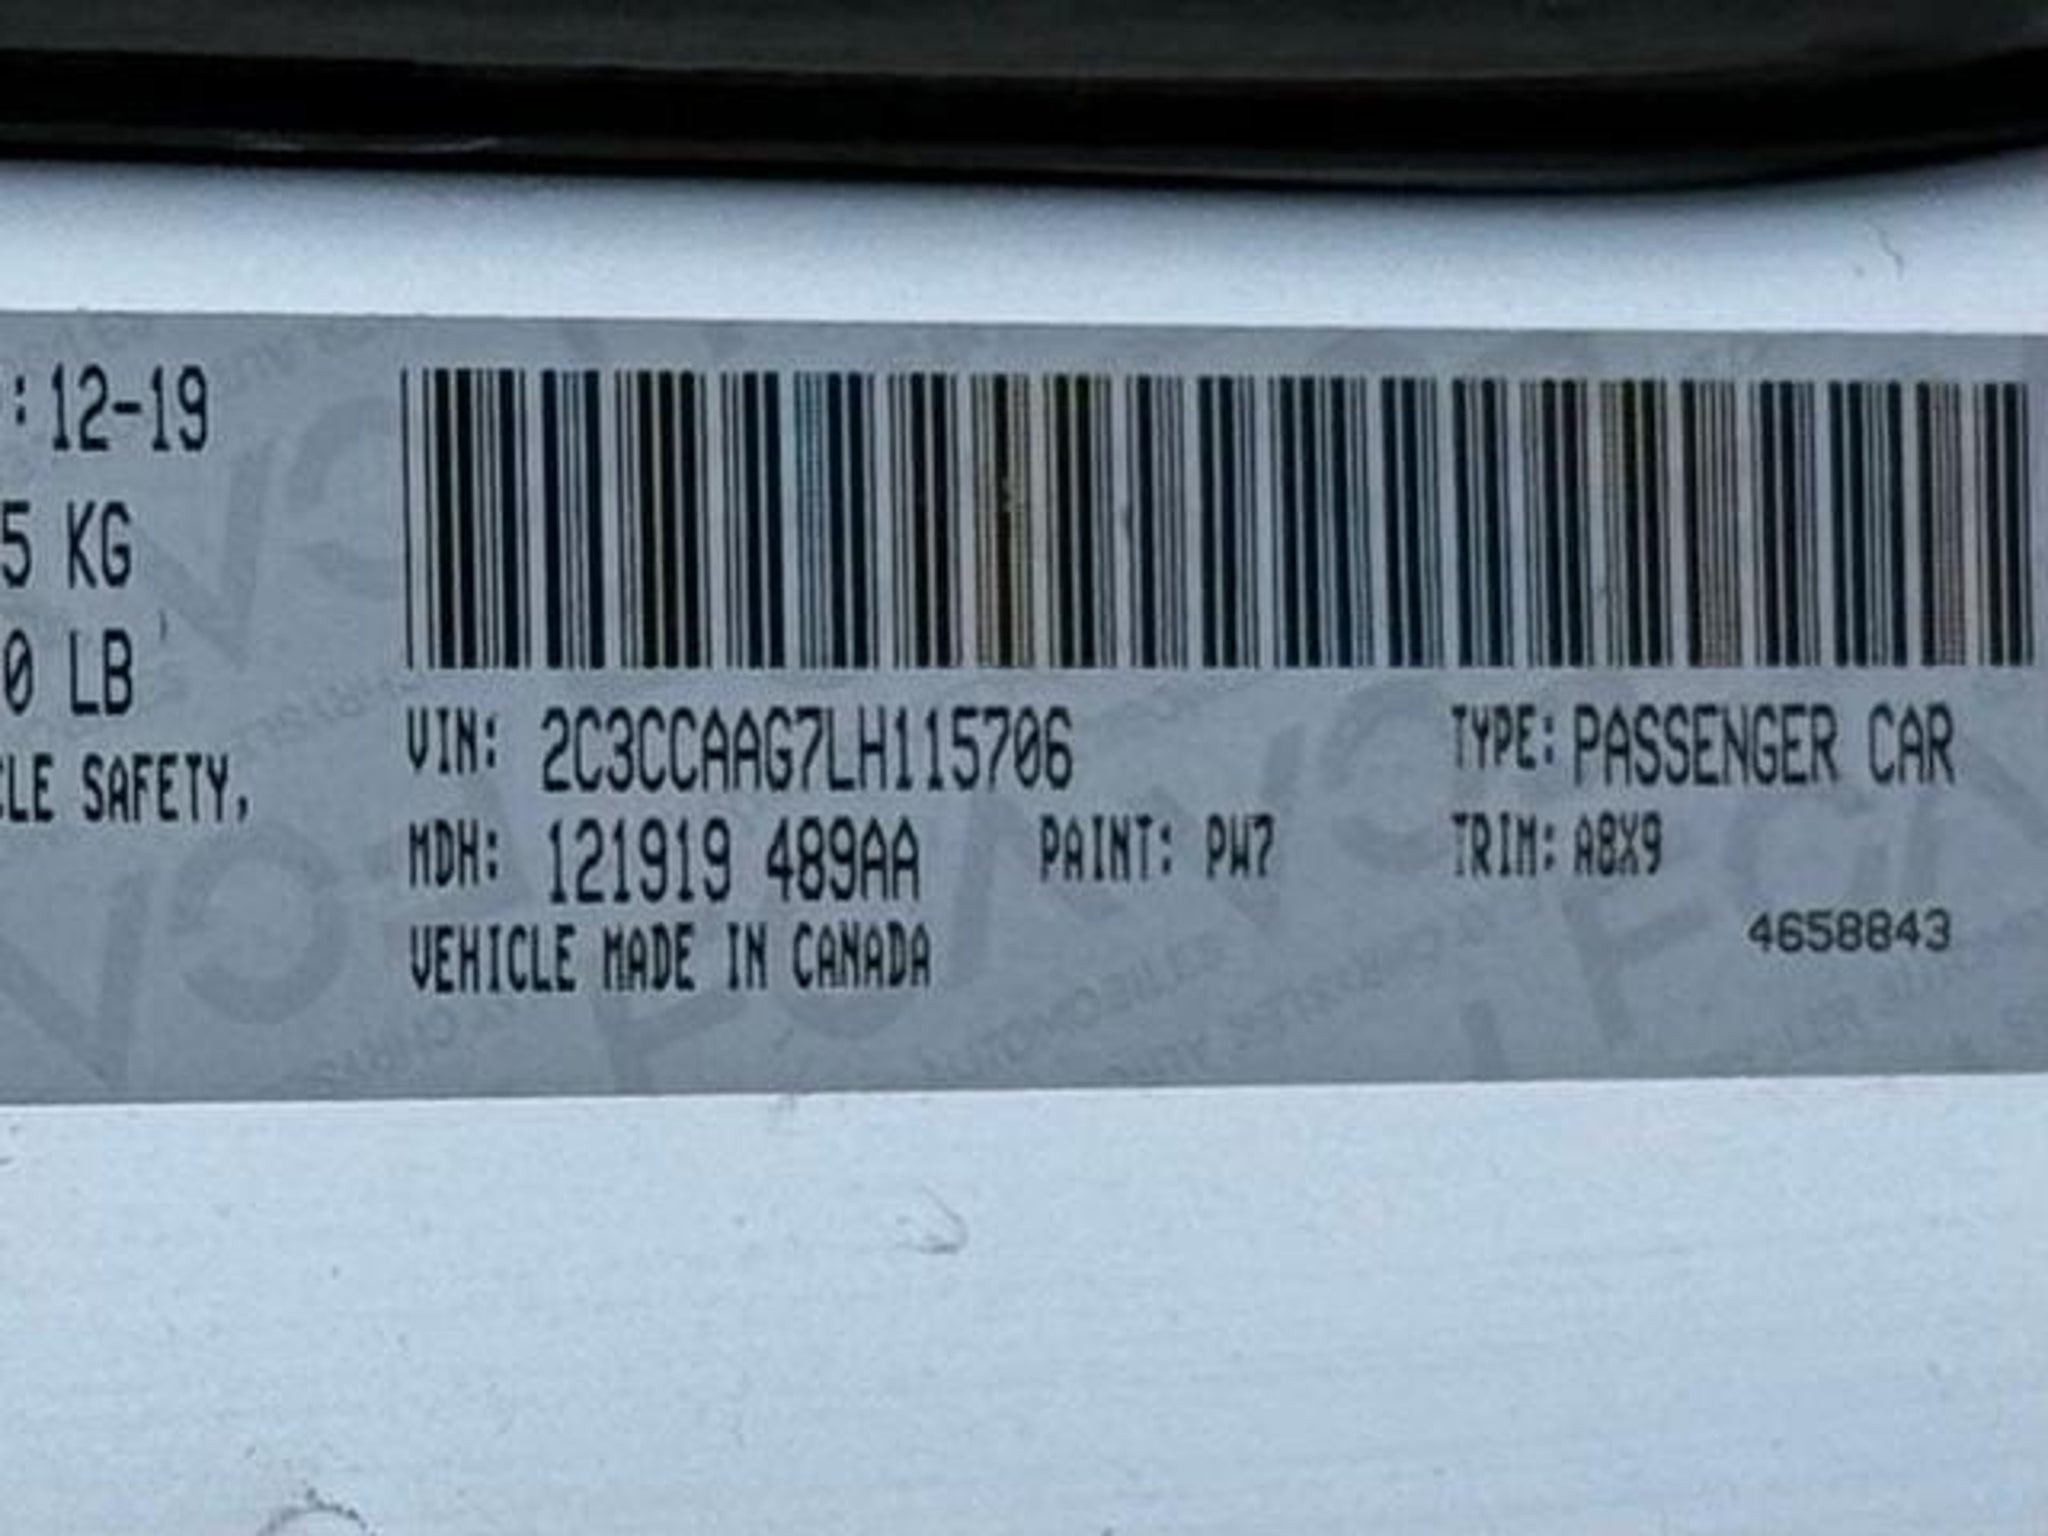 : 12-19
5 KG
0 LB
CLE SAFETY,
VIN: 2C3CCAAG7LH115706
TYPE: PASSENGER CAR
MDH: 121919 489AA
PAINT: PW7
TRIM: A8X9
VEHICLE MADE IN CANADA
4658843